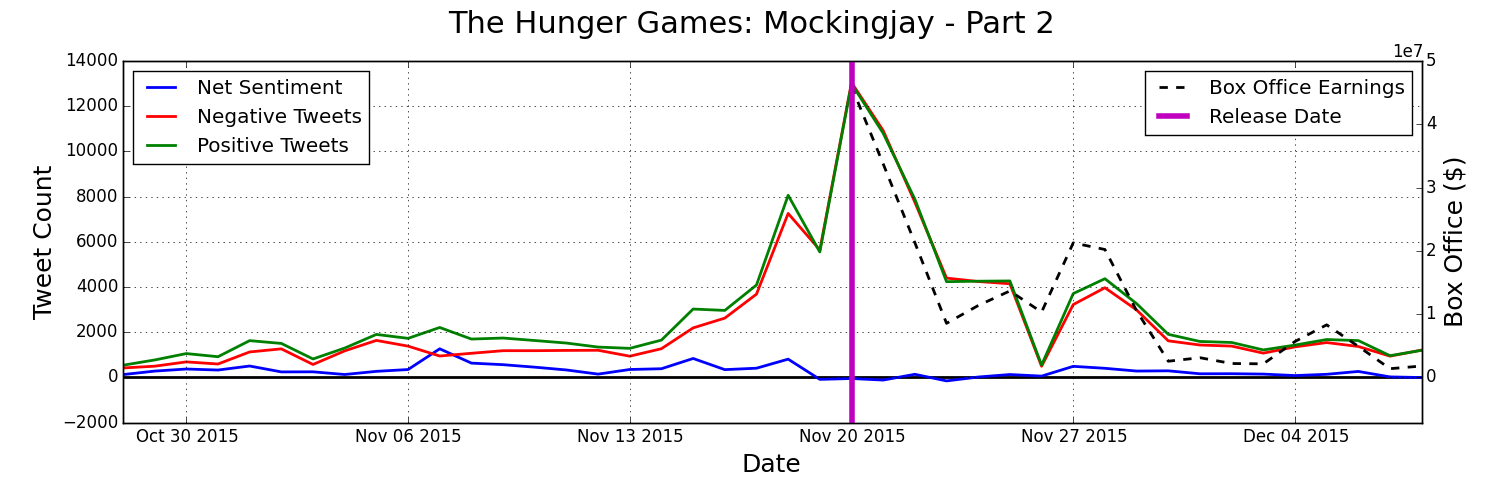 The Hunger Games: Mockingjay - Part 2
1e7
14000
12000
10000
8000
6000
4000
2000
0
−2000
Tweet Count
Net Sentiment
Negative Tweets
Positive Tweets
Box Office Earnings
Release Date
5
4
3
2
1
0
Box Office ($)
Oct 30 2015
Nov 06 2015
Nov 13 2015
Nov 20 2015
Nov 27 2015
Dec 04 2015
Date